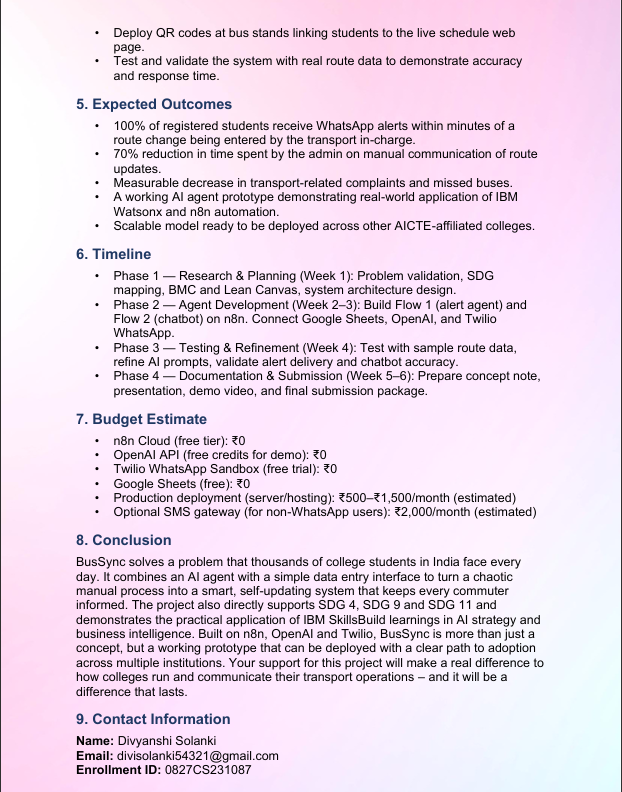 • Deploy QR codes at bus stands linking students to the live schedule web
page.
• Test and validate the system with real route data to demonstrate accuracy
and response time.
5. Expected Outcomes
• 100% of registered students receive WhatsApp alerts within minutes of a
route change being entered by the transport in-charge.
• 70% reduction in time spent by the admin on manual communication of route
updates.
• Measurable decrease in transport-related complaints and missed buses.
• A working AI agent prototype demonstrating real-world application of IBM
Watsonx and n8n automation.
• Scalable model ready to be deployed across other AICTE-affiliated colleges.
6. Timeline
• Phase 1 — Research & Planning (Week 1): Problem validation, SDG
mapping, BMC and Lean Canvas, system architecture design.
• Phase 2 — Agent Development (Week 2–3): Build Flow 1 (alert agent) and
Flow 2 (chatbot) on n8n. Connect Google Sheets, OpenAI, and Twilio
WhatsApp.
• Phase 3 — Testing & Refinement (Week 4): Test with sample route data,
refine AI prompts, validate alert delivery and chatbot accuracy.
• Phase 4 — Documentation & Submission (Week 5–6): Prepare concept note,
presentation, demo video, and final submission package.
7. Budget Estimate
• n8n Cloud (free tier): ₹0
• OpenAI API (free credits for demo): ₹0
• Twilio WhatsApp Sandbox (free trial): ₹0
• Google Sheets (free): ₹0
• Production deployment (server/hosting): ₹500–₹1,500/month (estimated)
• Optional SMS gateway (for non-WhatsApp users): ₹2,000/month (estimated)
8. Conclusion
BusSync solves a problem that thousands of college students in India face every
day. It combines an AI agent with a simple data entry interface to turn a chaotic
manual process into a smart, self-updating system that keeps every commuter
informed. The project also directly supports SDG 4, SDG 9 and SDG 11 and
demonstrates the practical application of IBM SkillsBuild learnings in AI strategy and
business intelligence. Built on n8n, OpenAI and Twilio, BusSync is more than just a
concept, but a working prototype that can be deployed with a clear path to adoption
across multiple institutions. Your support for this project will make a real difference to
how colleges run and communicate their transport operations – and it will be a
difference that lasts.
9. Contact Information
Name: Divyanshi Solanki
Email: divisolanki54321@gmail.com
Enrollment ID: 0827CS231087